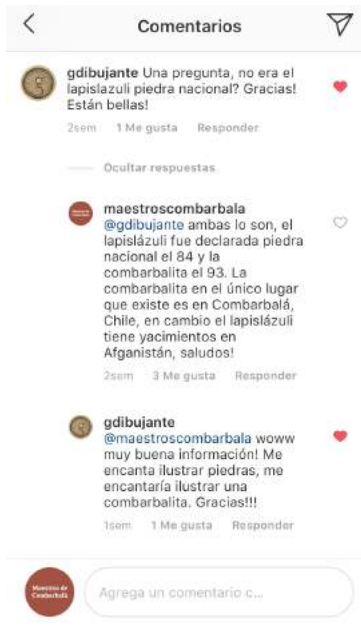 Comentarios
gdibujante Una pregunta, no era el
lapislazuli piedra nacional? Gracias!
Están bellas!
2sem 1 Me gusta Responder
Ocultar respuestas
maestroscombarbala
@gdibujante ambas lo son, el
lapislázuli fue declarada piedra
nacional el 84 y la
combarbalita el 93. La
combarbalita en el único lugar
que existe es en Combarbalá,
Chile, en cambio el lapislázuli
tiene yacimientos en
Afganistán, saludos!
2sem 3 Me gusta Responder
gdibujante
@maestroscombarbala woww
muy buena información! Me
encanta ilustrar piedras, me
encantaría ilustrar una
combarbalita. Gracias!!!
1sem 1 Me gusta Responder
Maestros de
Combarbalá
Agrega un comentario c...